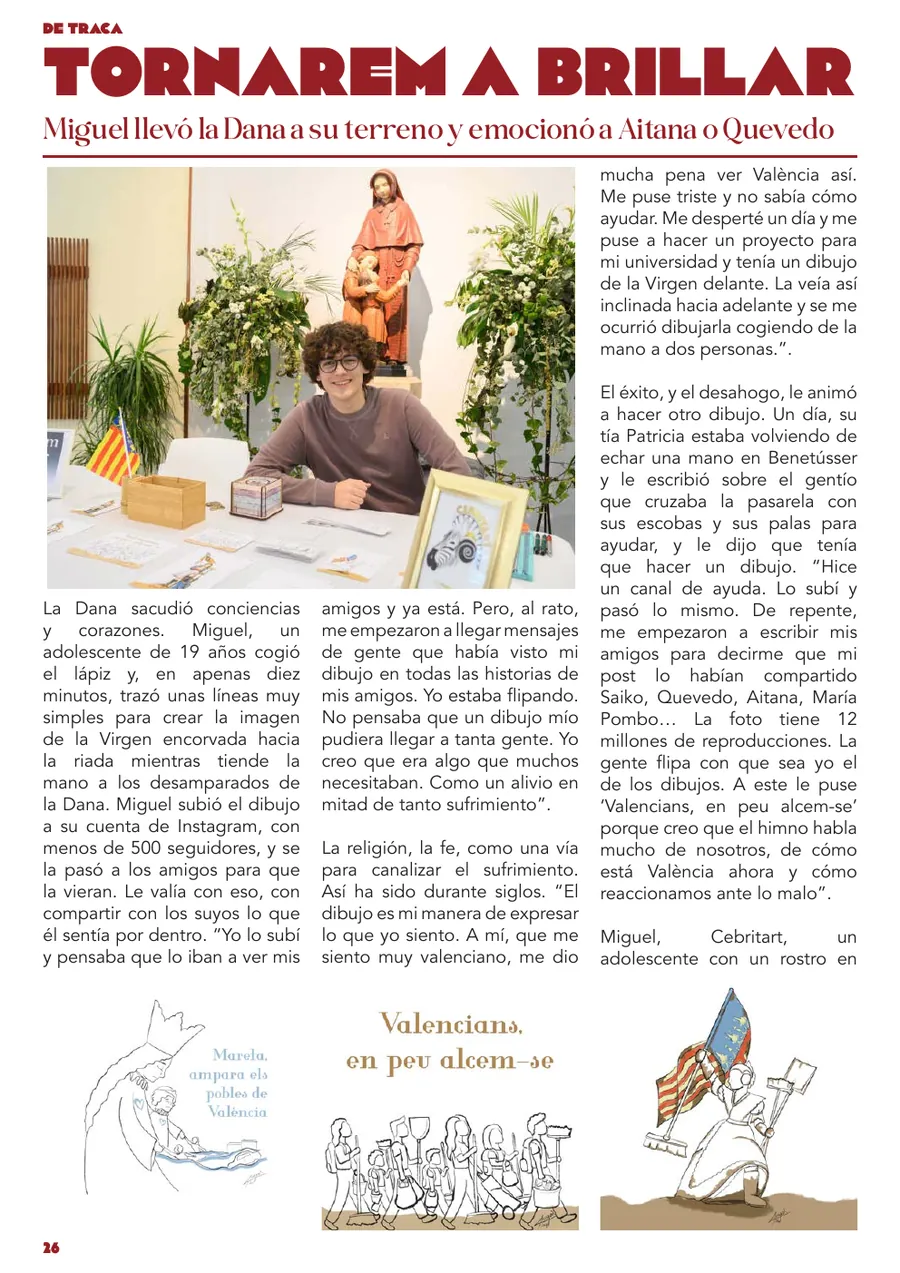 DE TRACA
TORNAREM A BRILLAR
Miguel llevó la Dana a su terreno y emocionó a Aitana o Quevedo
La Dana sacudió conciencias
y corazones. Miguel, un
adolescente de 19 años cogió
el lápiz y, en apenas diez
minutos, trazó unas líneas muy
simples para crear la imagen
de la Virgen encorvada hacia
la riada mientras tiende la
mano a los desamparados de
la Dana. Miguel subió el dibujo
a su cuenta de Instagram, con
menos de 500 seguidores, y se
la pasó a los amigos para que
la vieran. Le valía con eso, con
compartir con los suyos lo que
él sentía por dentro. “Yo lo subí
y pensaba que lo iban a ver mis
amigos y ya está. Pero, al rato,
me empezaron a llegar mensajes
de gente que había visto mi
dibujo en todas las historias de
mis amigos. Yo estaba flipando.
No pensaba que un dibujo mío
pudiera llegar a tanta gente. Yo
creo que era algo que muchos
necesitaban. Como un alivio en
mitad de tanto sufrimiento”.
La religión, la fe, como una vía
para canalizar el sufrimiento.
Así ha sido durante siglos. “El
dibujo es mi manera de expresar
lo que yo siento. A mí, que me
siento muy valenciano, me dio
mucha pena ver València así.
Me puse triste y no sabía cómo
ayudar. Me desperté un día y me
puse a hacer un proyecto para
mi universidad y tenía un dibujo
de la Virgen delante. La veía así
inclinada hacia adelante y se me
ocurrió dibujarla cogiendo de la
mano a dos personas.”.
El éxito, y el desahogo, le animó
a hacer otro dibujo. Un día, su
tía Patricia estaba volviendo de
echar una mano en Benetússer
y le escribió sobre el gentío
que cruzaba la pasarela con
sus escobas y sus palas para
ayudar, y le dijo que tenía
que hacer un dibujo. “Hice
un canal de ayuda. Lo subí y
pasó lo mismo. De repente,
me empezaron a escribir mis
amigos para decirme que mi
post lo habían compartido
Saiko, Quevedo, Aitana, María
Pombo… La foto tiene 12
millones de reproducciones. La
gente flipa con que sea yo el
de los dibujos. A este le puse
‘Valencians, en peu alcem-se’
porque creo que el himno habla
mucho de nosotros, de cómo
está València ahora y cómo
reaccionamos ante lo malo”.
Miguel, Cebritart, un
adolescente con un rostro en
Mareta,
ampara els
pobles de
València
Valencians,
en peu alcem-se
26